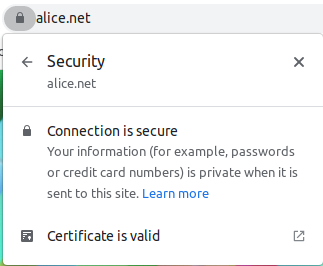 alice.net
Security
alice.net
Connection is secure
Your information (for example, passwords
or credit card numbers) is private when it is
sent to this site. Learn more
Certificate is valid